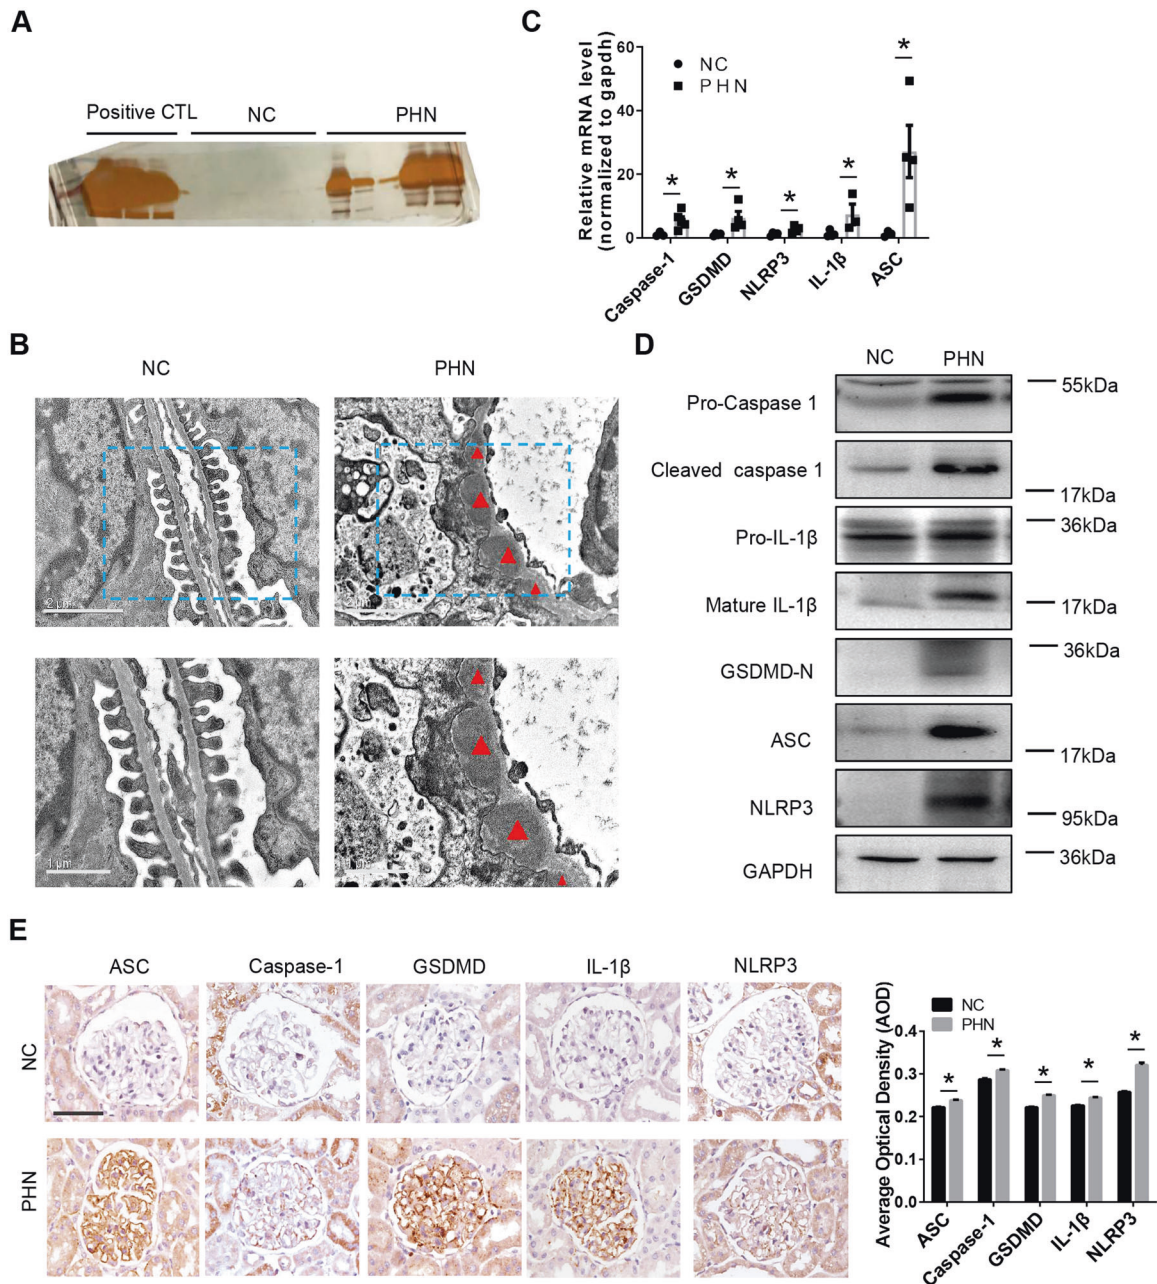 A
Positive CTL NC PHN
C
Relative mRNA level
(normalized to gapdh)
60
40
20
0
NC
PHN
* * * * *
Caspase-1 GSDMD NLRP3 IL-1β ASC
B
NC PHN
2 μm
1 μm
D
NC PHN
Pro-Caspase 1 55kDa
Cleaved caspase 1 17kDa
Pro-IL-1β 36kDa
Mature IL-1β 17kDa
GSDMD-N 36kDa
ASC 17kDa
NLRP3 95kDa
GAPDH 36kDa
E
ASC Caspase-1 GSDMD IL-1β NLRP3
NC
PHN
Average Optical Density (AOD)
NC
PHN
0.4
0.3
0.2
0.1
0.0
* * * * *
ASC Caspase-1 GSDMD IL-1β NLRP3